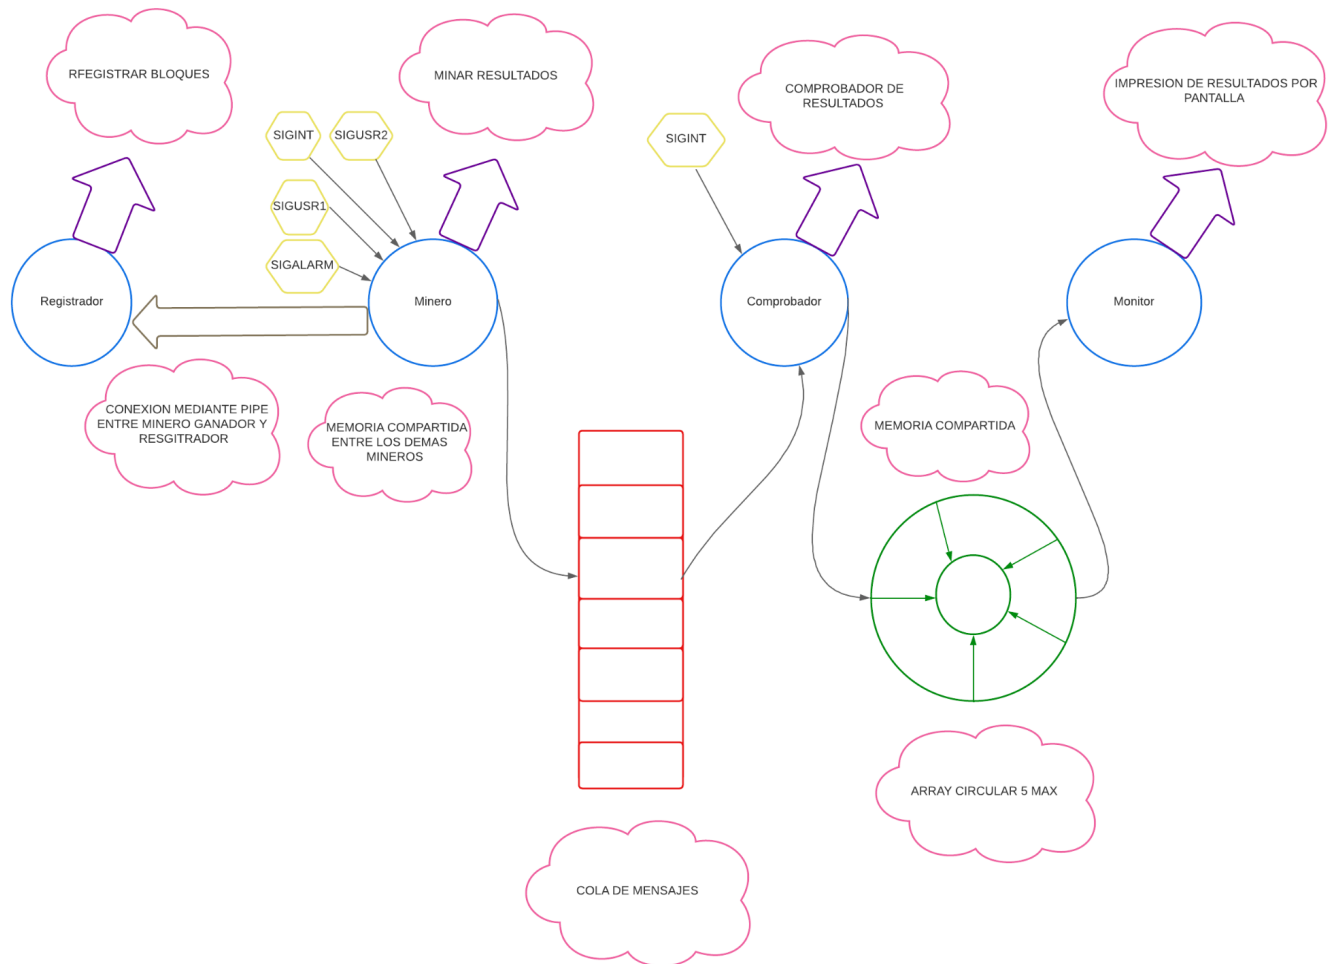 RFEGISTRAR BLOQUES
MINAR RESULTADOS
COMPROBADOR DE
RESULTADOS
IMPRESION DE RESULTADOS POR
PANTALLA
SIGINT
SIGUSR2
SIGINT
SIGUSR1
SIGALARM
Registrador
Minero
Comprobador
Monitor
CONEXION MEDIANTE PIPE
ENTRE MINERO GANADOR Y
RESGITRADOR
MEMORIA COMPARTIDA
ENTRE LOS DEMAS
MINEROS
MEMORIA COMPARTIDA
ARRAY CIRCULAR 5 MAX
COLA DE MENSAJES